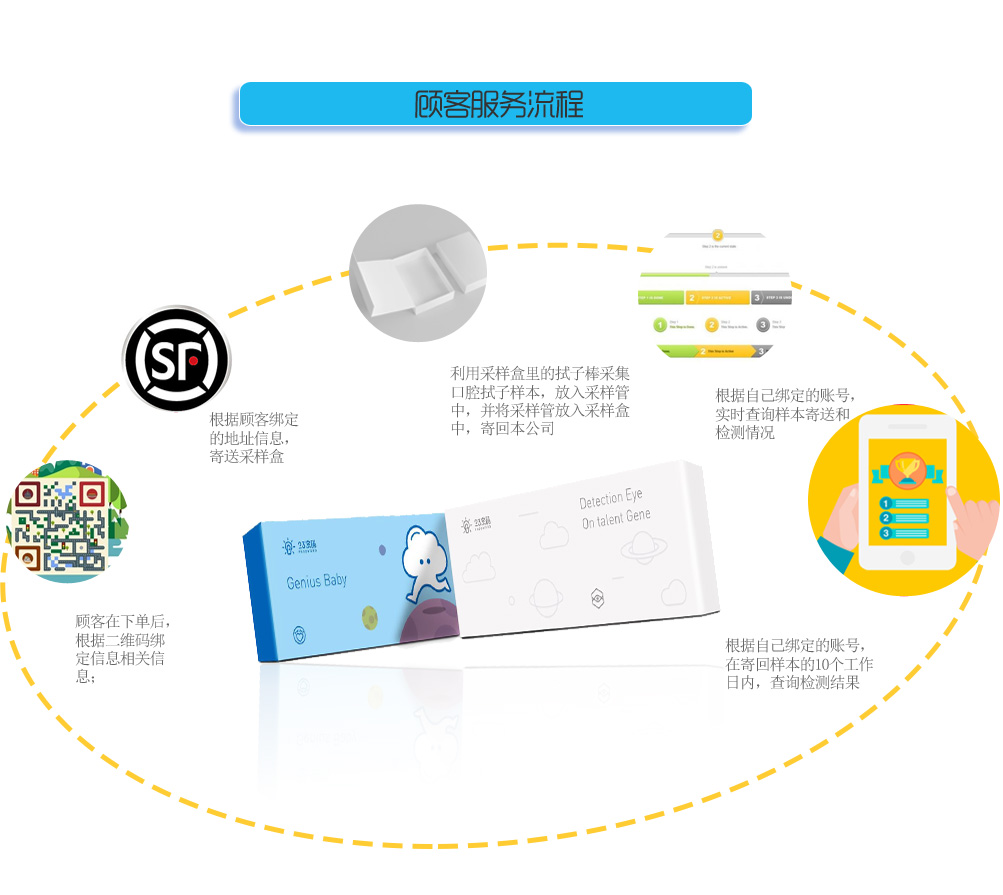 顾客服务流程
SF
根据顾客绑定
的地址信息，
寄送采样盒
利用采样盒里的拭子棒采集
口腔拭子样本，放入采样管
中，并将采样管放入采样盒
中，寄回本公司
2
1
2
3
2
3
根据自己绑定的账号，
实时查询样本寄送和
检测情况
1
2
3
顾客在下单后，
根据二维码绑
定信息相关信
息；
Genius Baby
Detection Eye
On talent Gene
根据自己绑定的账号，
在寄回样本的10个工作
日内，查询检测结果